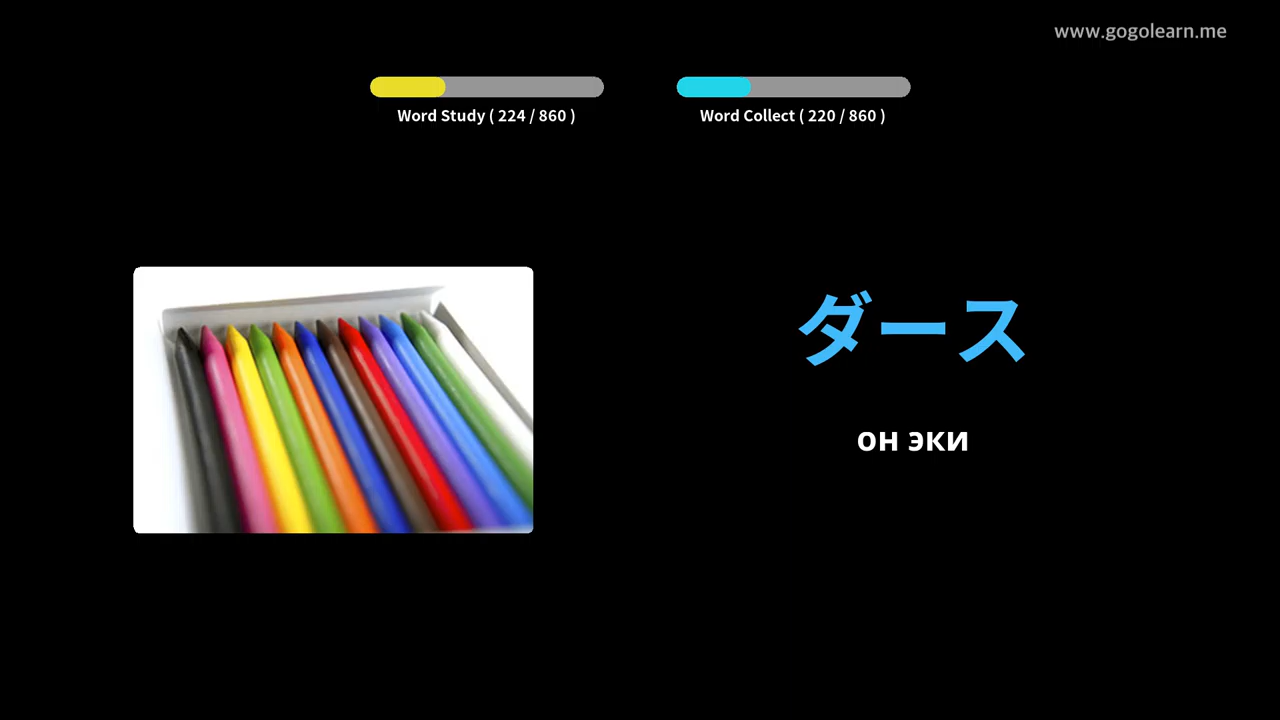 www.gogolearn.me
Word Study ( 224 / 860 )
Word Collect ( 220 / 860 )
ダース
он эки